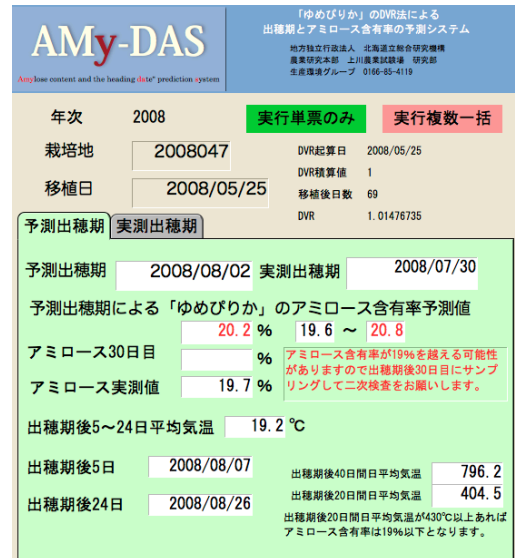 AMy-DAS
Amylose content and the heading date" prediction system
「ゆめぴりか」のDVR法による
出穂期とアミロース含有率の予測システム
地方独立行政法人　北海道立総合研究機構
農業研究本部　上川農業試験場　研究部
生産環境グループ　0166-85-4119
年次　2008　実行単票のみ　実行複数一括
栽培地　2008047　DVR起算日　2008/05/25
DVR積算値　1
移植日　2008/05/25　移植後日数　69
DVR　1.01476735
予測出穂期　実測出穂期
予測出穂期　2008/08/02　実測出穂期　2008/07/30
予測出穂期による「ゆめぴりか」のアミロース含有率予測値
20.2 %　19.6 ～ 20.8
アミロース30日目　%
アミロース含有率が19%を越える可能性
がありますので出穂期後30日目にサンプ
リングして二次検査をお願いします。
アミロース実測値　19.7 %
出穂期後5～24日平均気温　19.2 ℃
出穂期後5日　2008/08/07
出穂期後40日間日平均気温　796.2
出穂期後24日　2008/08/26
出穂期後20日間日平均気温　404.5
出穂期後20日間日平均気温が430℃以上あれば
アミロース含有率は19%以下となります。